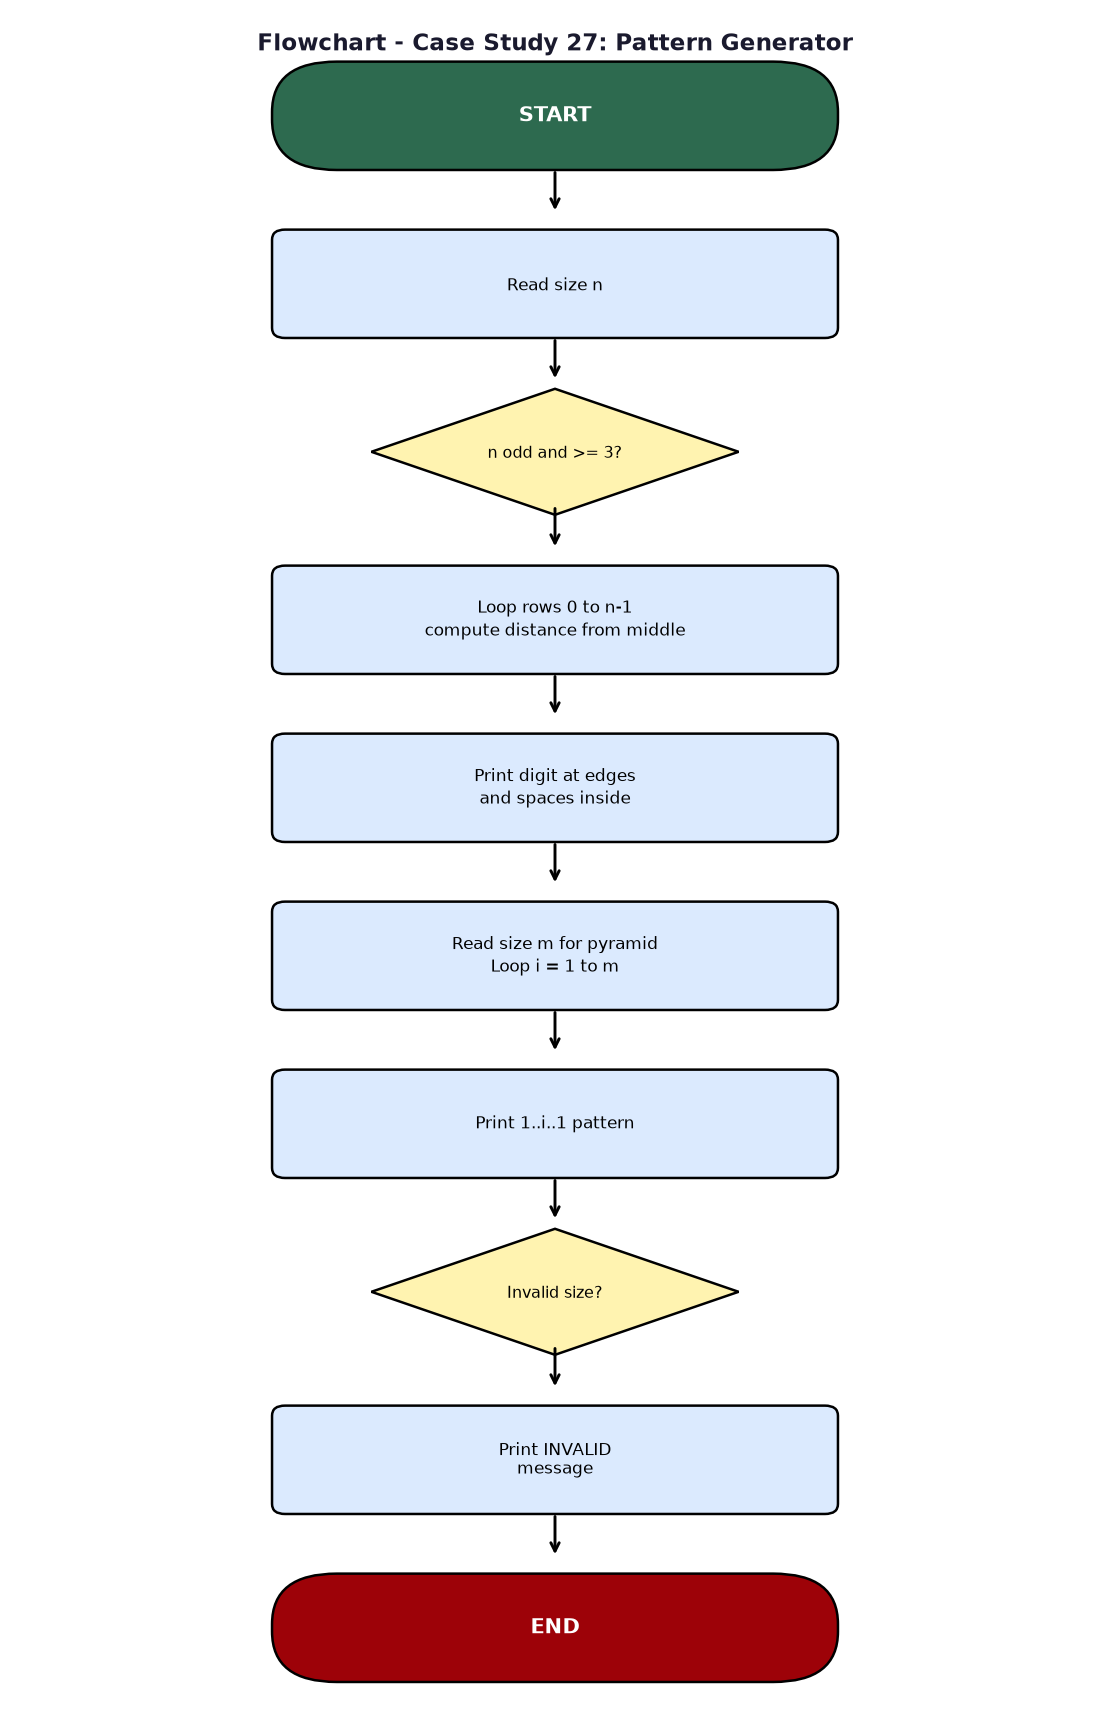 Flowchart - Case Study 27: Pattern Generator
START
Read size n
n odd and >= 3?
Loop rows 0 to n-1
compute distance from middle
Print digit at edges
and spaces inside
Read size m for pyramid
Loop i = 1 to m
Print 1..i..1 pattern
Invalid size?
Print INVALID
message
END